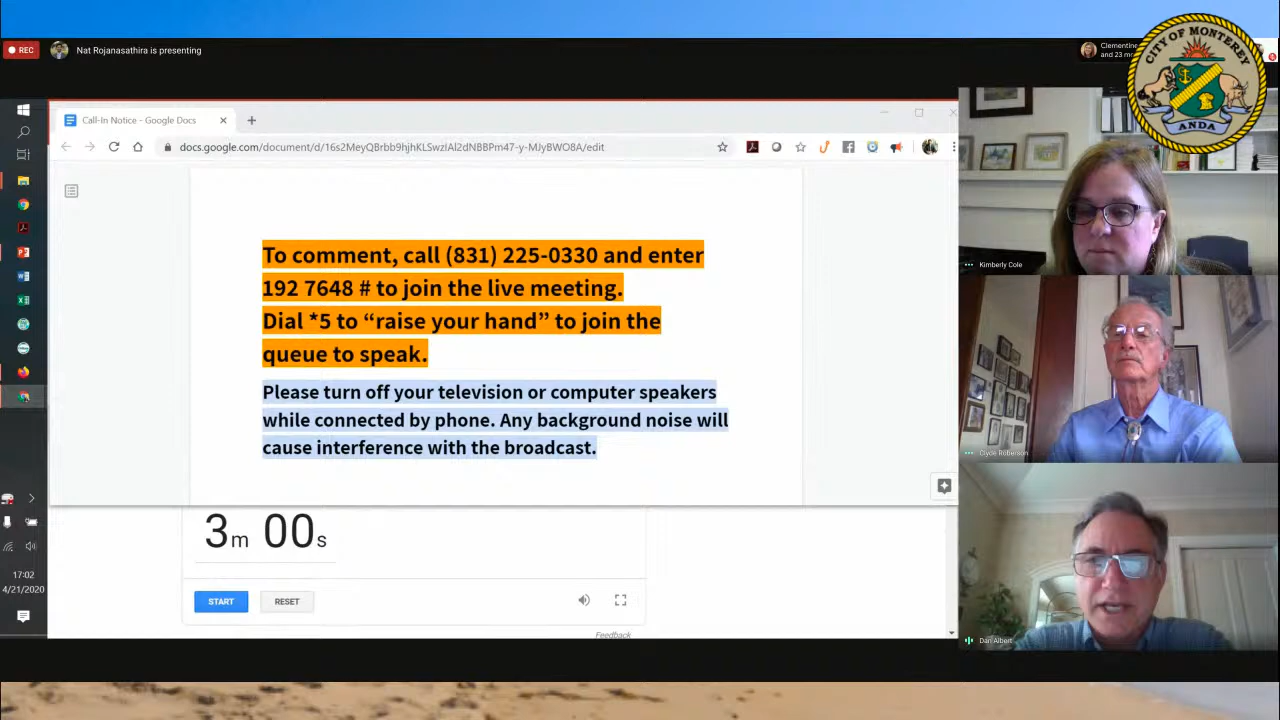 REC
Nat Rojanasathira is presenting
Clementine
and 23 mo
CITY OF MONTEREY
ANDA
Call-In Notice - Google Docs
docs.google.com/document/d/16s2MeyQBrbb9hjhKLSwzIAl2dNBBPm47-y-MJyBWO8A/edit
To comment, call (831) 225-0330 and enter
192 7648 # to join the live meeting.
Dial *5 to “raise your hand” to join the
queue to speak.
Please turn off your television or computer speakers
while connected by phone. Any background noise will
cause interference with the broadcast.
3m 00s
START
RESET
Feedback
17:02
4/21/2020
Kimberly Cole
Clyde Roberson
Dan Albert